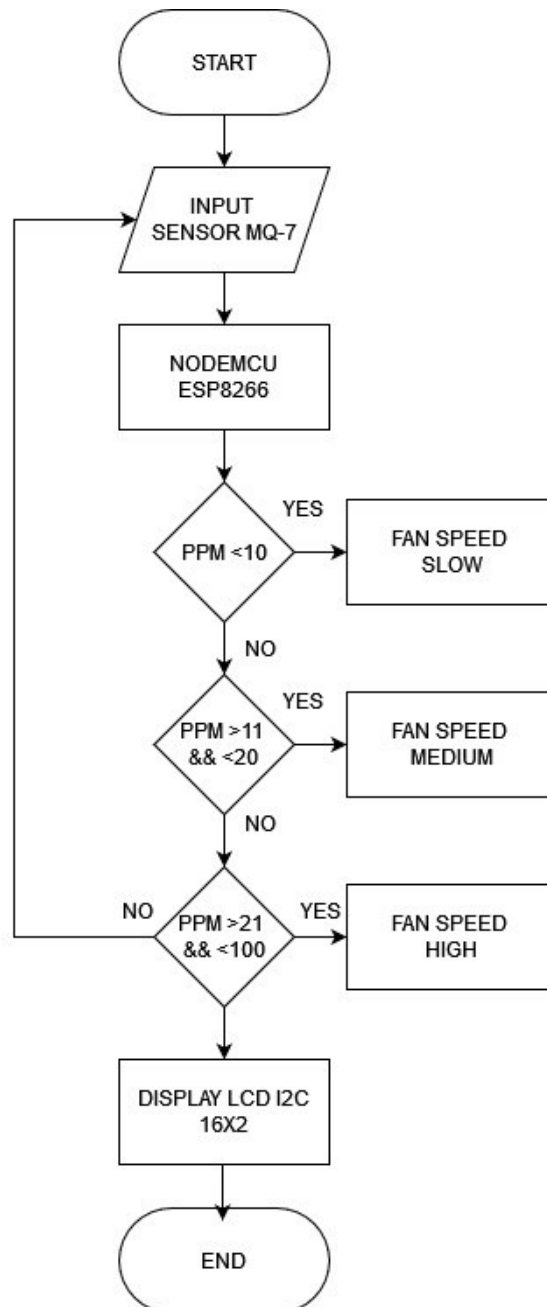 START
INPUT
SENSOR MQ-7
NODEMCU
ESP8266
YES
PPM <10
FAN SPEED
SLOW
NO
YES
PPM >11
&& <20
FAN SPEED
MEDIUM
NO
NO
YES
PPM >21
&& <100
FAN SPEED
HIGH
DISPLAY LCD I2C
16X2
END